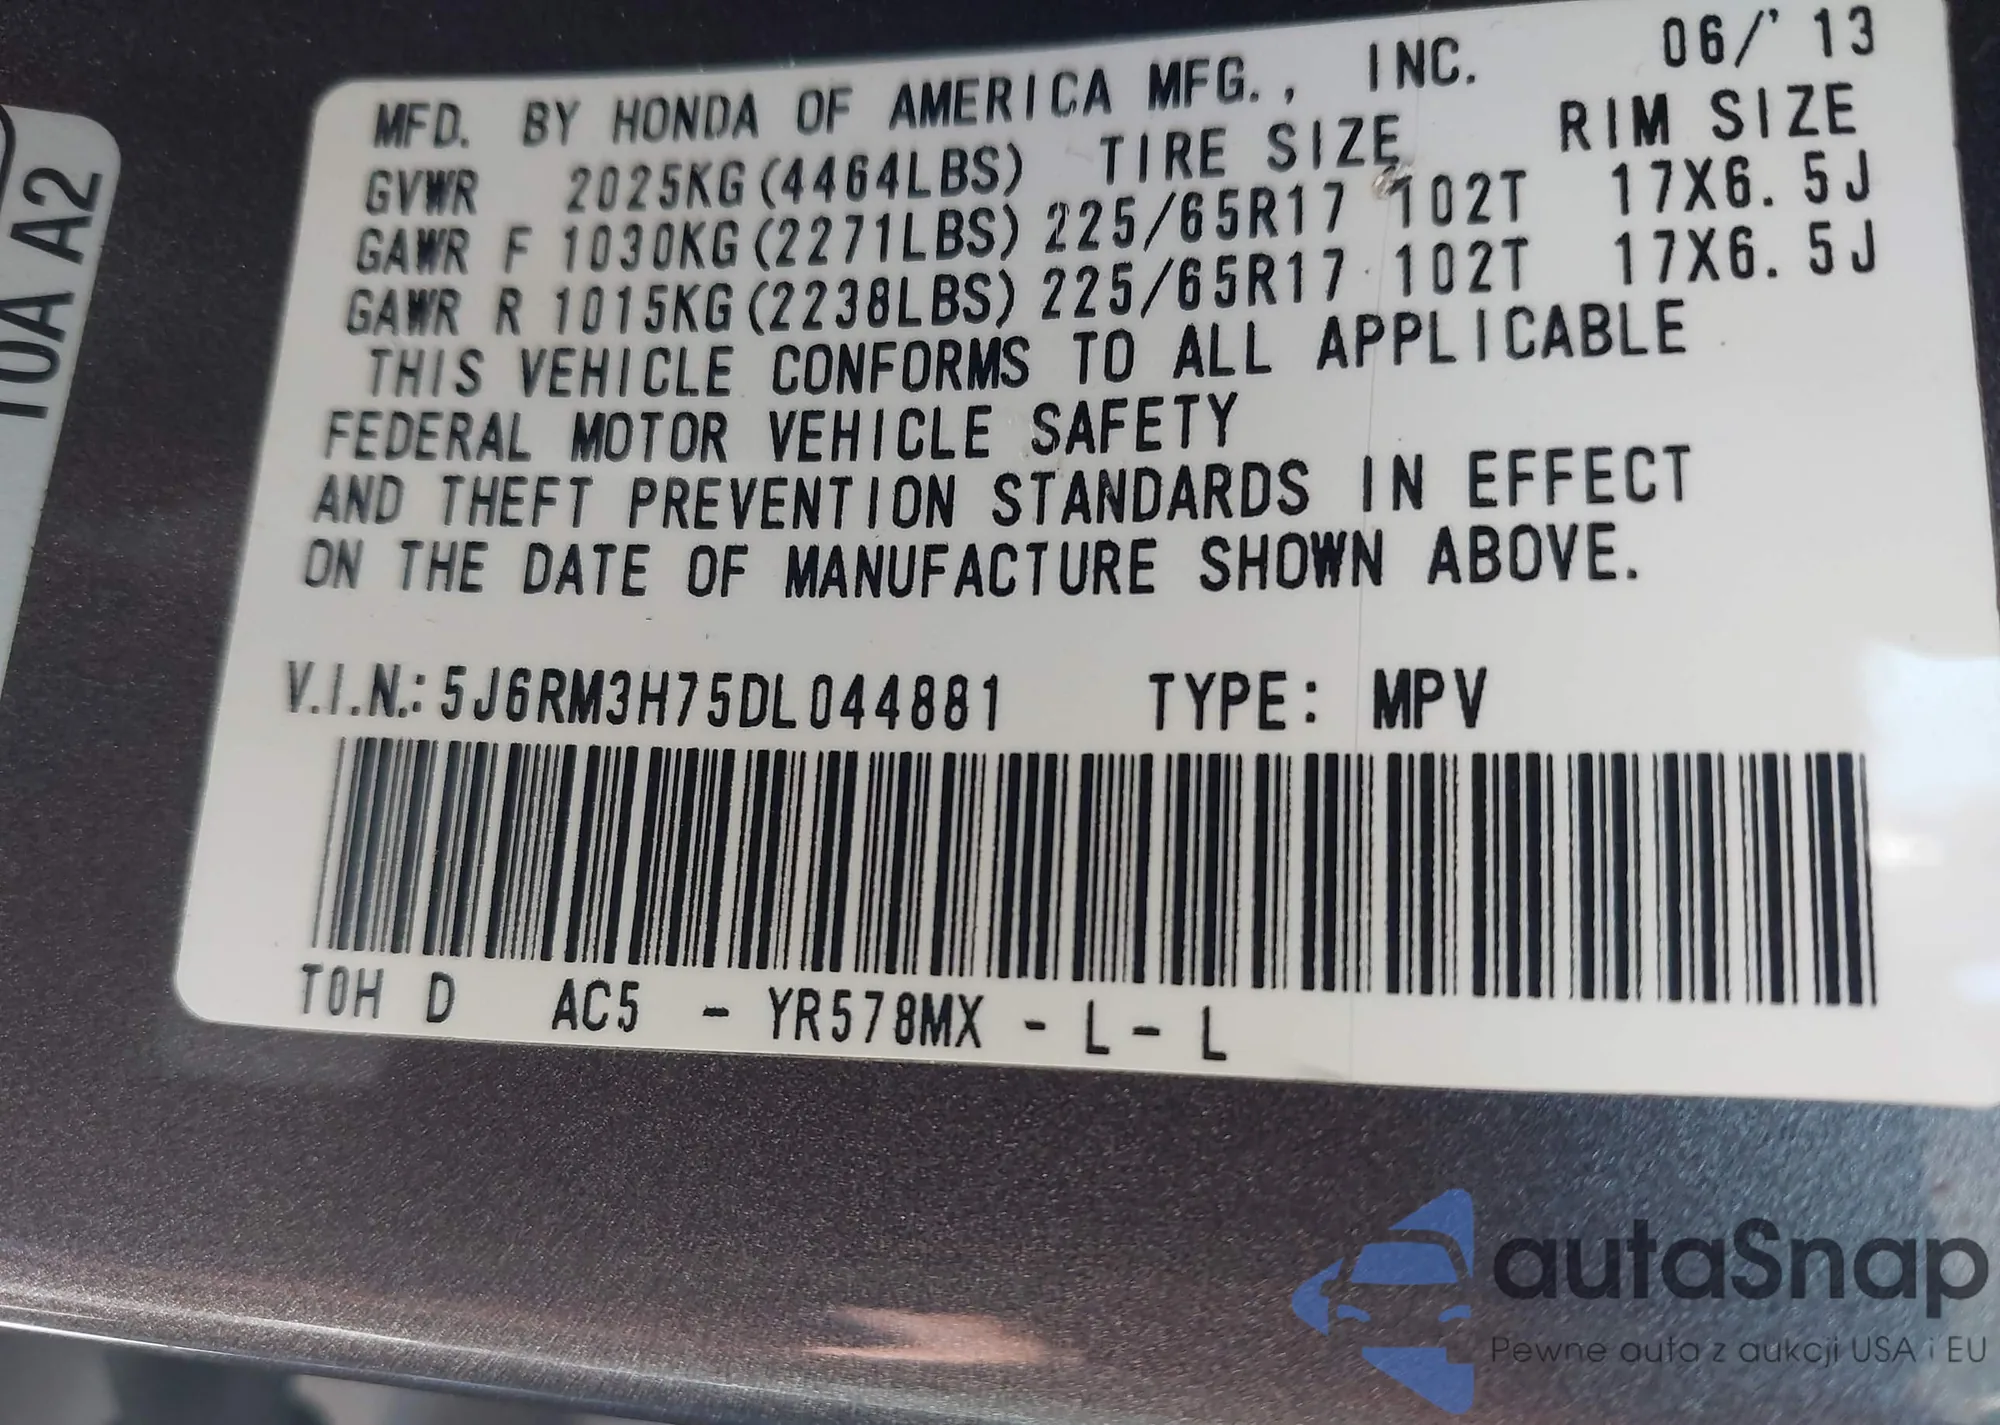 MFD. BY HONDA OF AMERICA MFG., INC. 06/'13
GVWR 2025KG(4464LBS) TIRE SIZE RIM SIZE
GAWR F 1030KG(2271LBS) 225/65R17 102T 17X6.5J
GAWR R 1015KG(2238LBS) 225/65R17 102T 17X6.5J
THIS VEHICLE CONFORMS TO ALL APPLICABLE
FEDERAL MOTOR VEHICLE SAFETY
AND THEFT PREVENTION STANDARDS IN EFFECT
ON THE DATE OF MANUFACTURE SHOWN ABOVE.
V.I.N.: 5J6RM3H75DL044881 TYPE: MPV
T0H D AC5 - YR578MX - L - L
T0A A2
autaSnap
Pewne auta z aukcji USA i EU